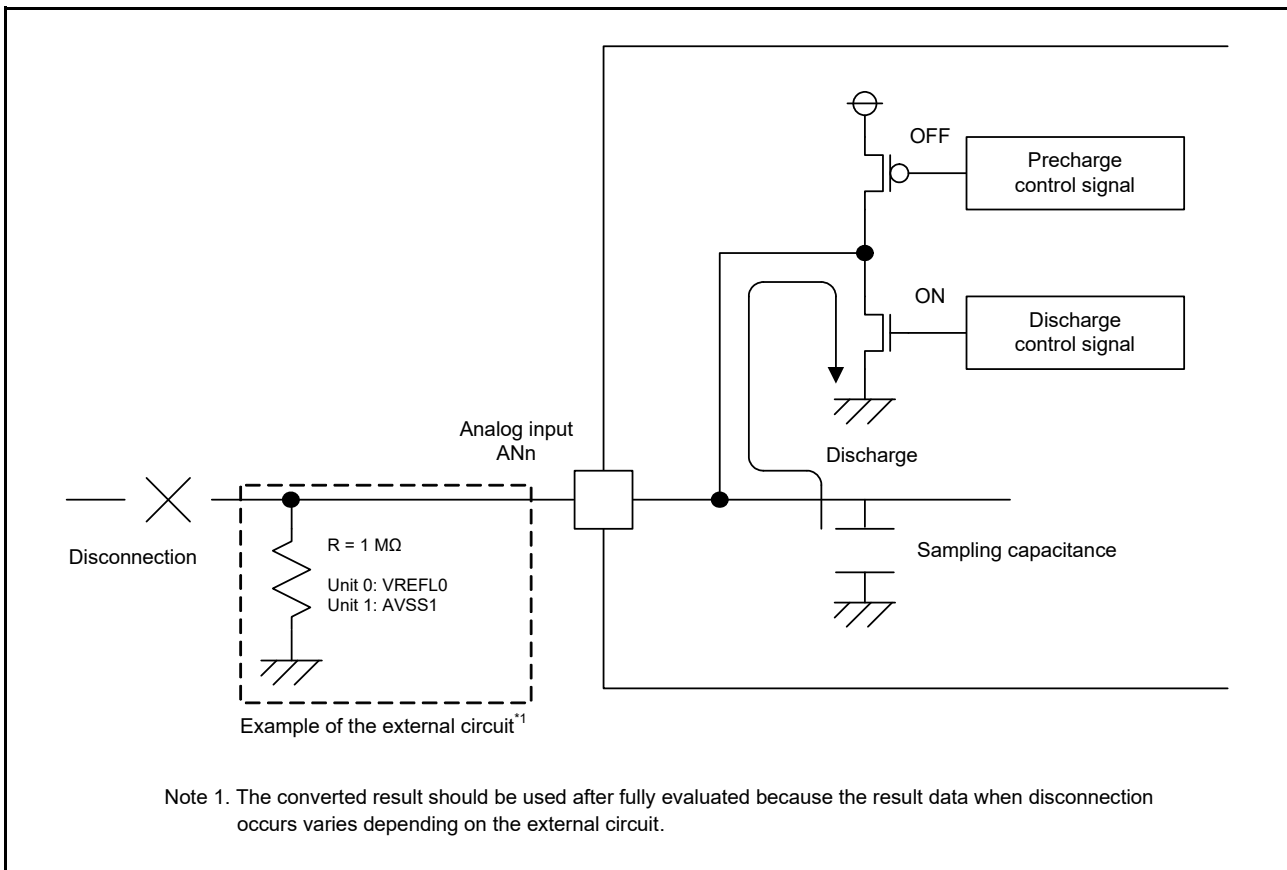 OFF
Precharge
control signal
ON
Discharge
control signal
Analog input
ANn
Discharge
Disconnection
R = 1 MΩ
Unit 0: VREFL0
Unit 1: AVSS1
Sampling capacitance
Example of the external circuit*1
Note 1. The converted result should be used after fully evaluated because the result data when disconnection
occurs varies depending on the external circuit.